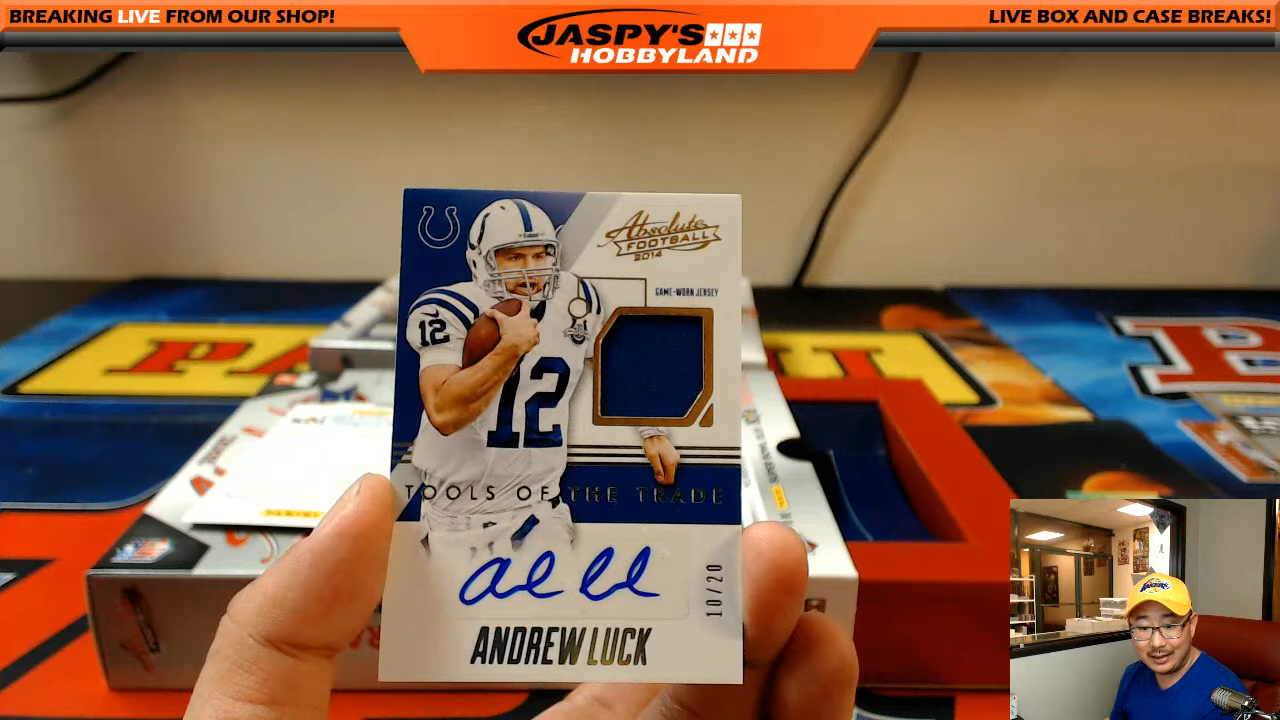 BREAKING LIVE FROM OUR SHOP!
JASPY'S
HOBBYLAND
LIVE BOX AND CASE BREAKS!
Absolute
FOOTBALL
2014
GAME-WORN JERSEY
12
12
TOOLS OF THE TRADE
10/20
ANDREW LUCK
NFL
LAKERS